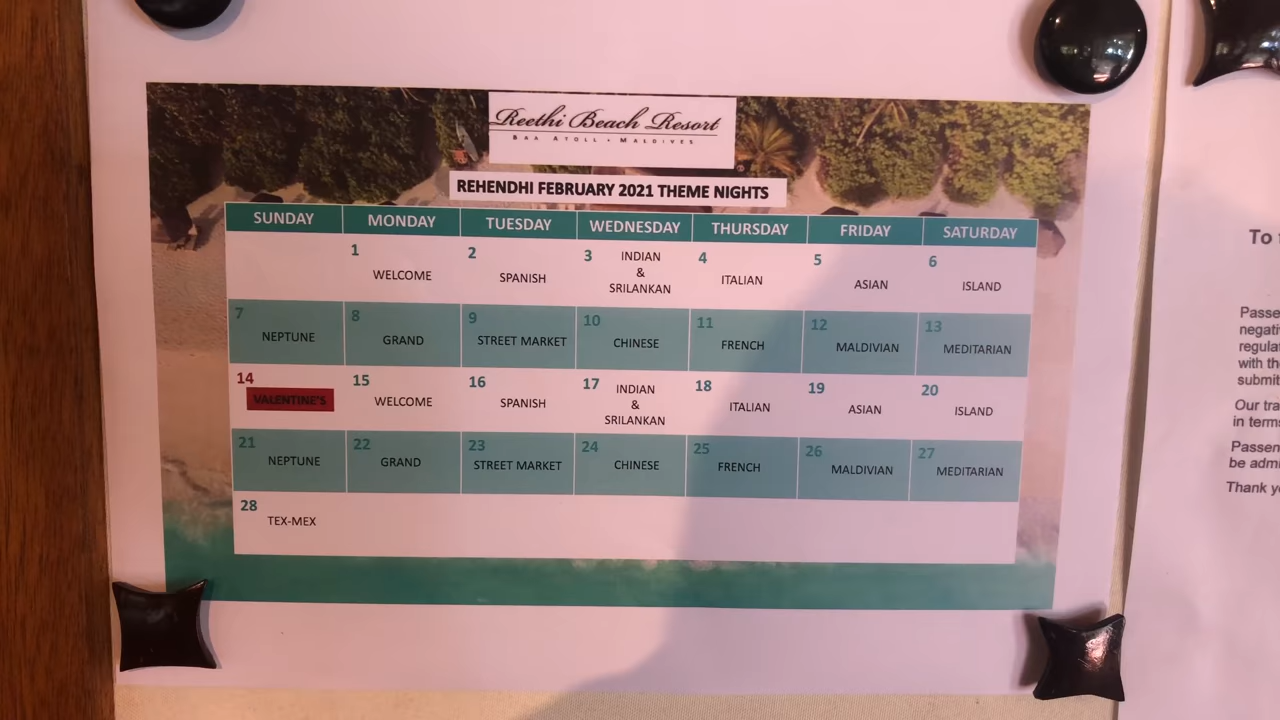 Reethi Beach Resort
BAA ATOLL • MALDIVES
REHENDHI FEBRUARY 2021 THEME NIGHTS
SUNDAY MONDAY TUESDAY WEDNESDAY THURSDAY FRIDAY SATURDAY
1 WELCOME
2 SPANISH
3 INDIAN
&
SRILANKAN
4 ITALIAN
5 ASIAN
6 ISLAND
7 NEPTUNE
8 GRAND
9 STREET MARKET
10 CHINESE
11 FRENCH
12 MALDIVIAN
13 MEDITARIAN
14 VALENTINE'S
15 WELCOME
16 SPANISH
17 INDIAN
&
SRILANKAN
18 ITALIAN
19 ASIAN
20 ISLAND
21 NEPTUNE
22 GRAND
23 STREET MARKET
24 CHINESE
25 FRENCH
26 MALDIVIAN
27 MEDITARIAN
28 TEX-MEX
To
Passe
negati
regulat
with the
submit
Our tra
in terms
Passen
be adm
Thank yo